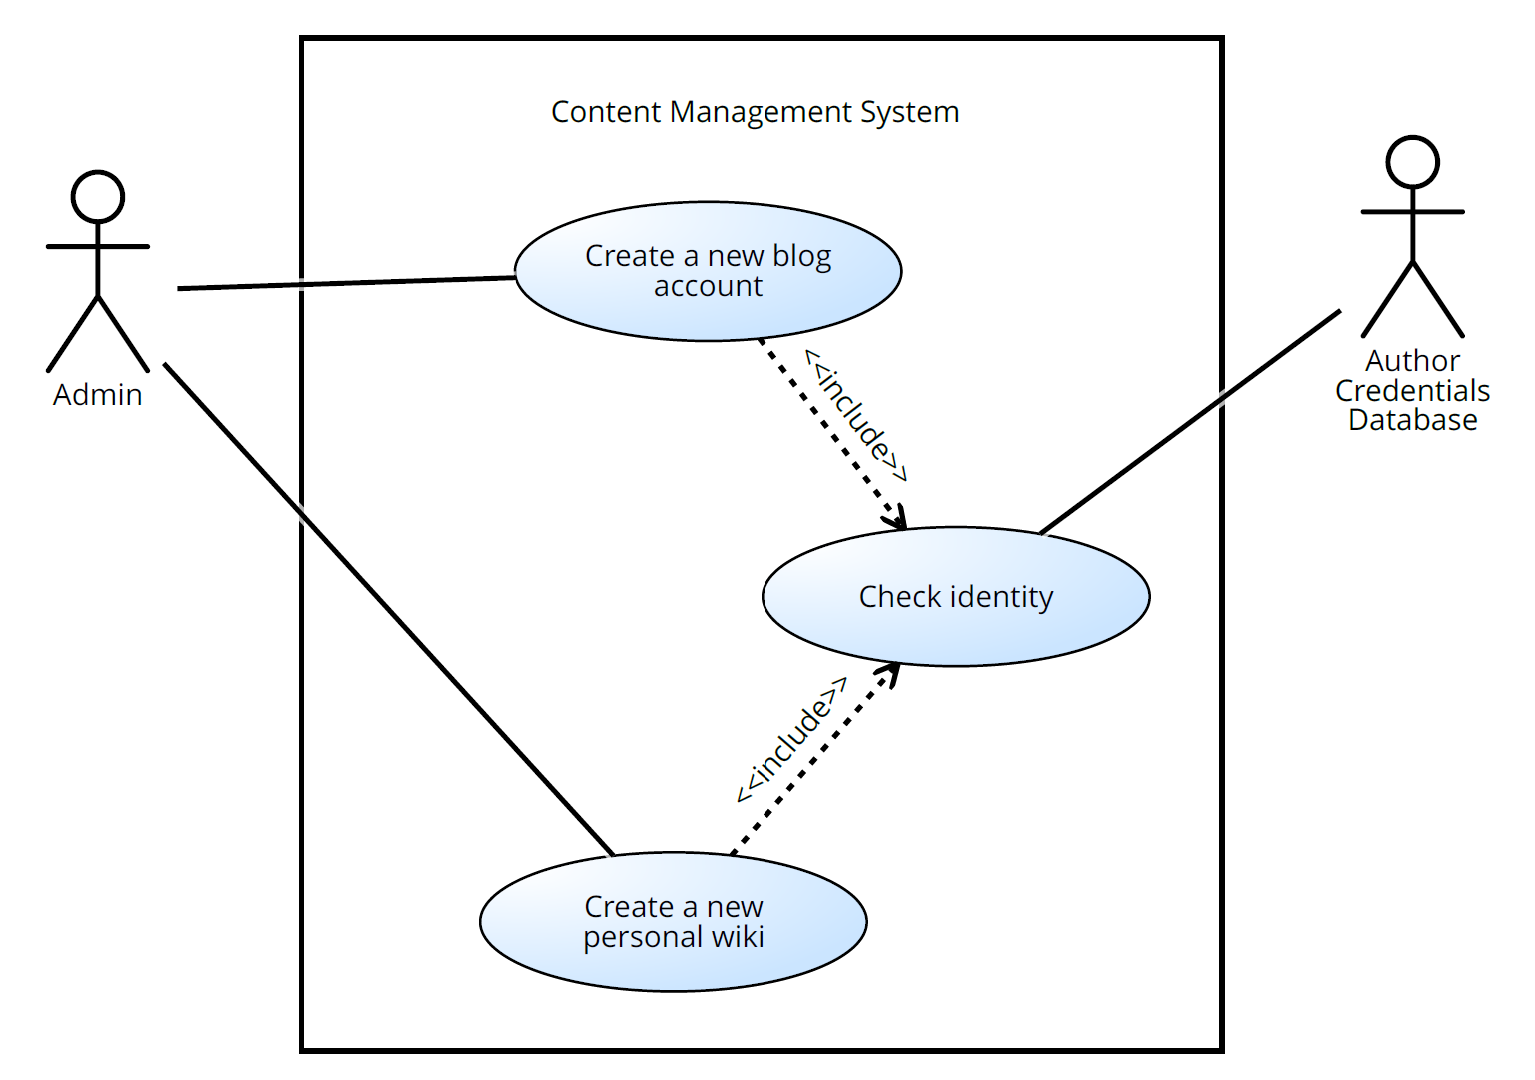 Content Management System
Create a new blog
account
Admin
Author
Credentials
Database
<<include>>
Check identity
<<include>>
Create a new
personal wiki